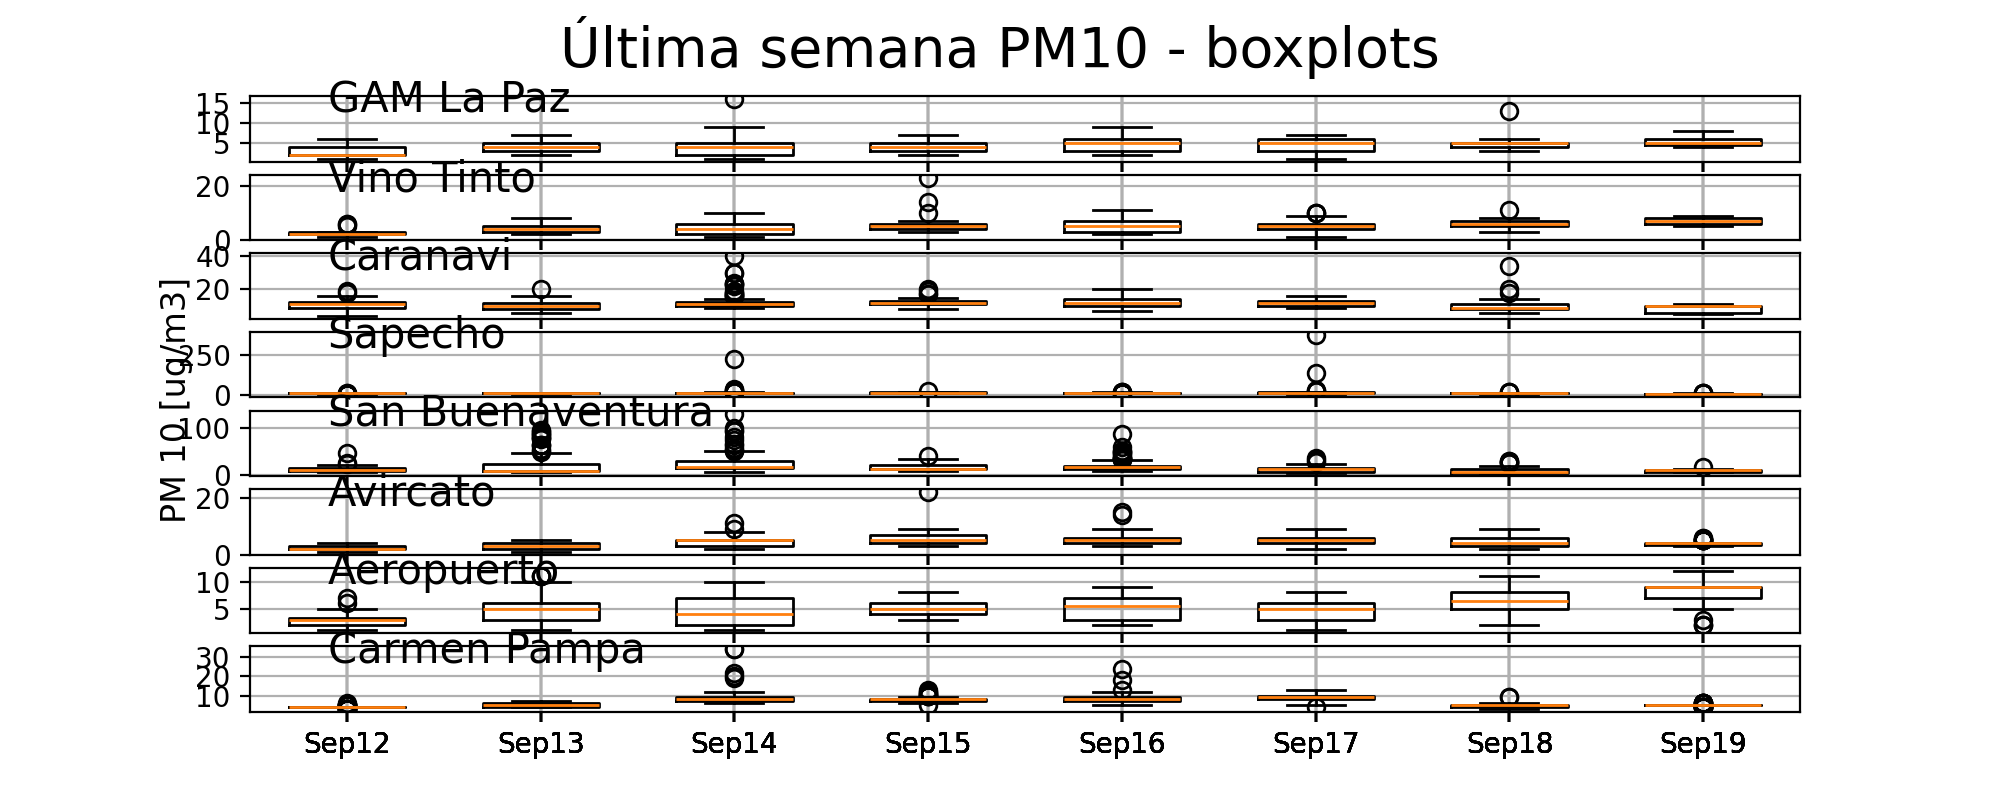 Última semana PM10 - boxplots
PM 10 [ug/m3]
GAM La Paz
15
10
5
Vino Tinto
20
0
Caranavi
40
20
Sapecho
250
0
San Buenaventura
100
0
Avircato
20
0
Aeropuerto
10
5
Carmen Pampa
30
20
10
Sep12 Sep13 Sep14 Sep15 Sep16 Sep17 Sep18 Sep19